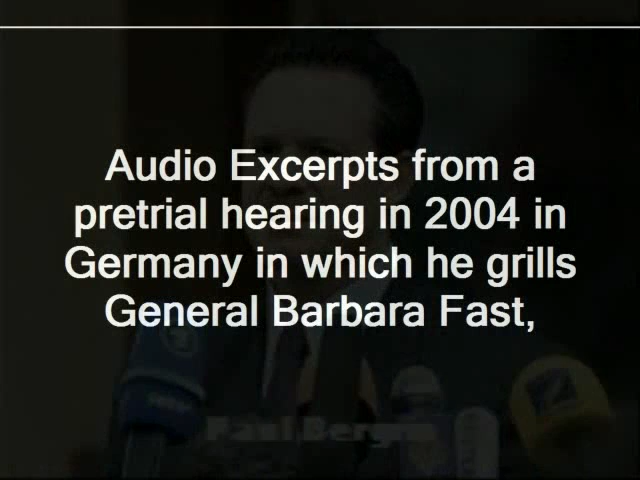 Audio Excerpts from a
pretrial hearing in 2004 in
Germany in which he grills
General Barbara Fast,